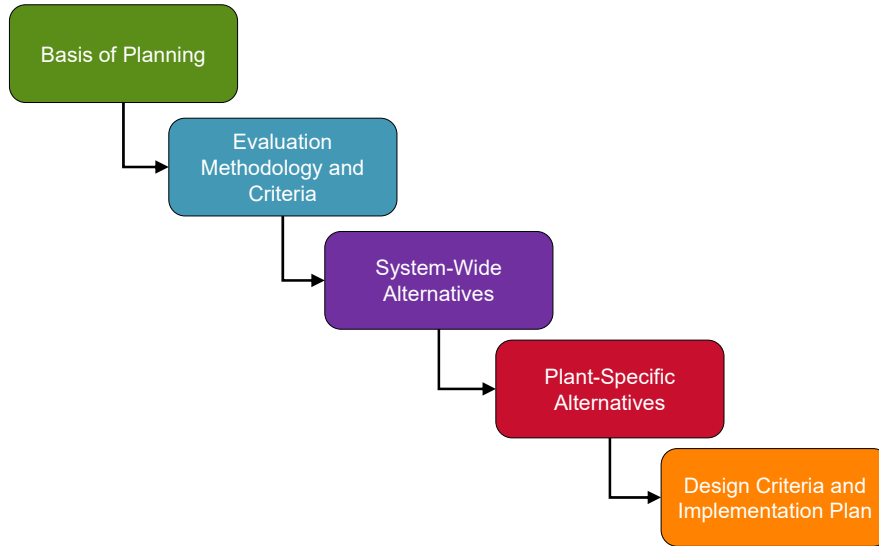 Basis of Planning
Evaluation
Methodology and
Criteria
System-Wide
Alternatives
Plant-Specific
Alternatives
Design Criteria and
Implementation Plan